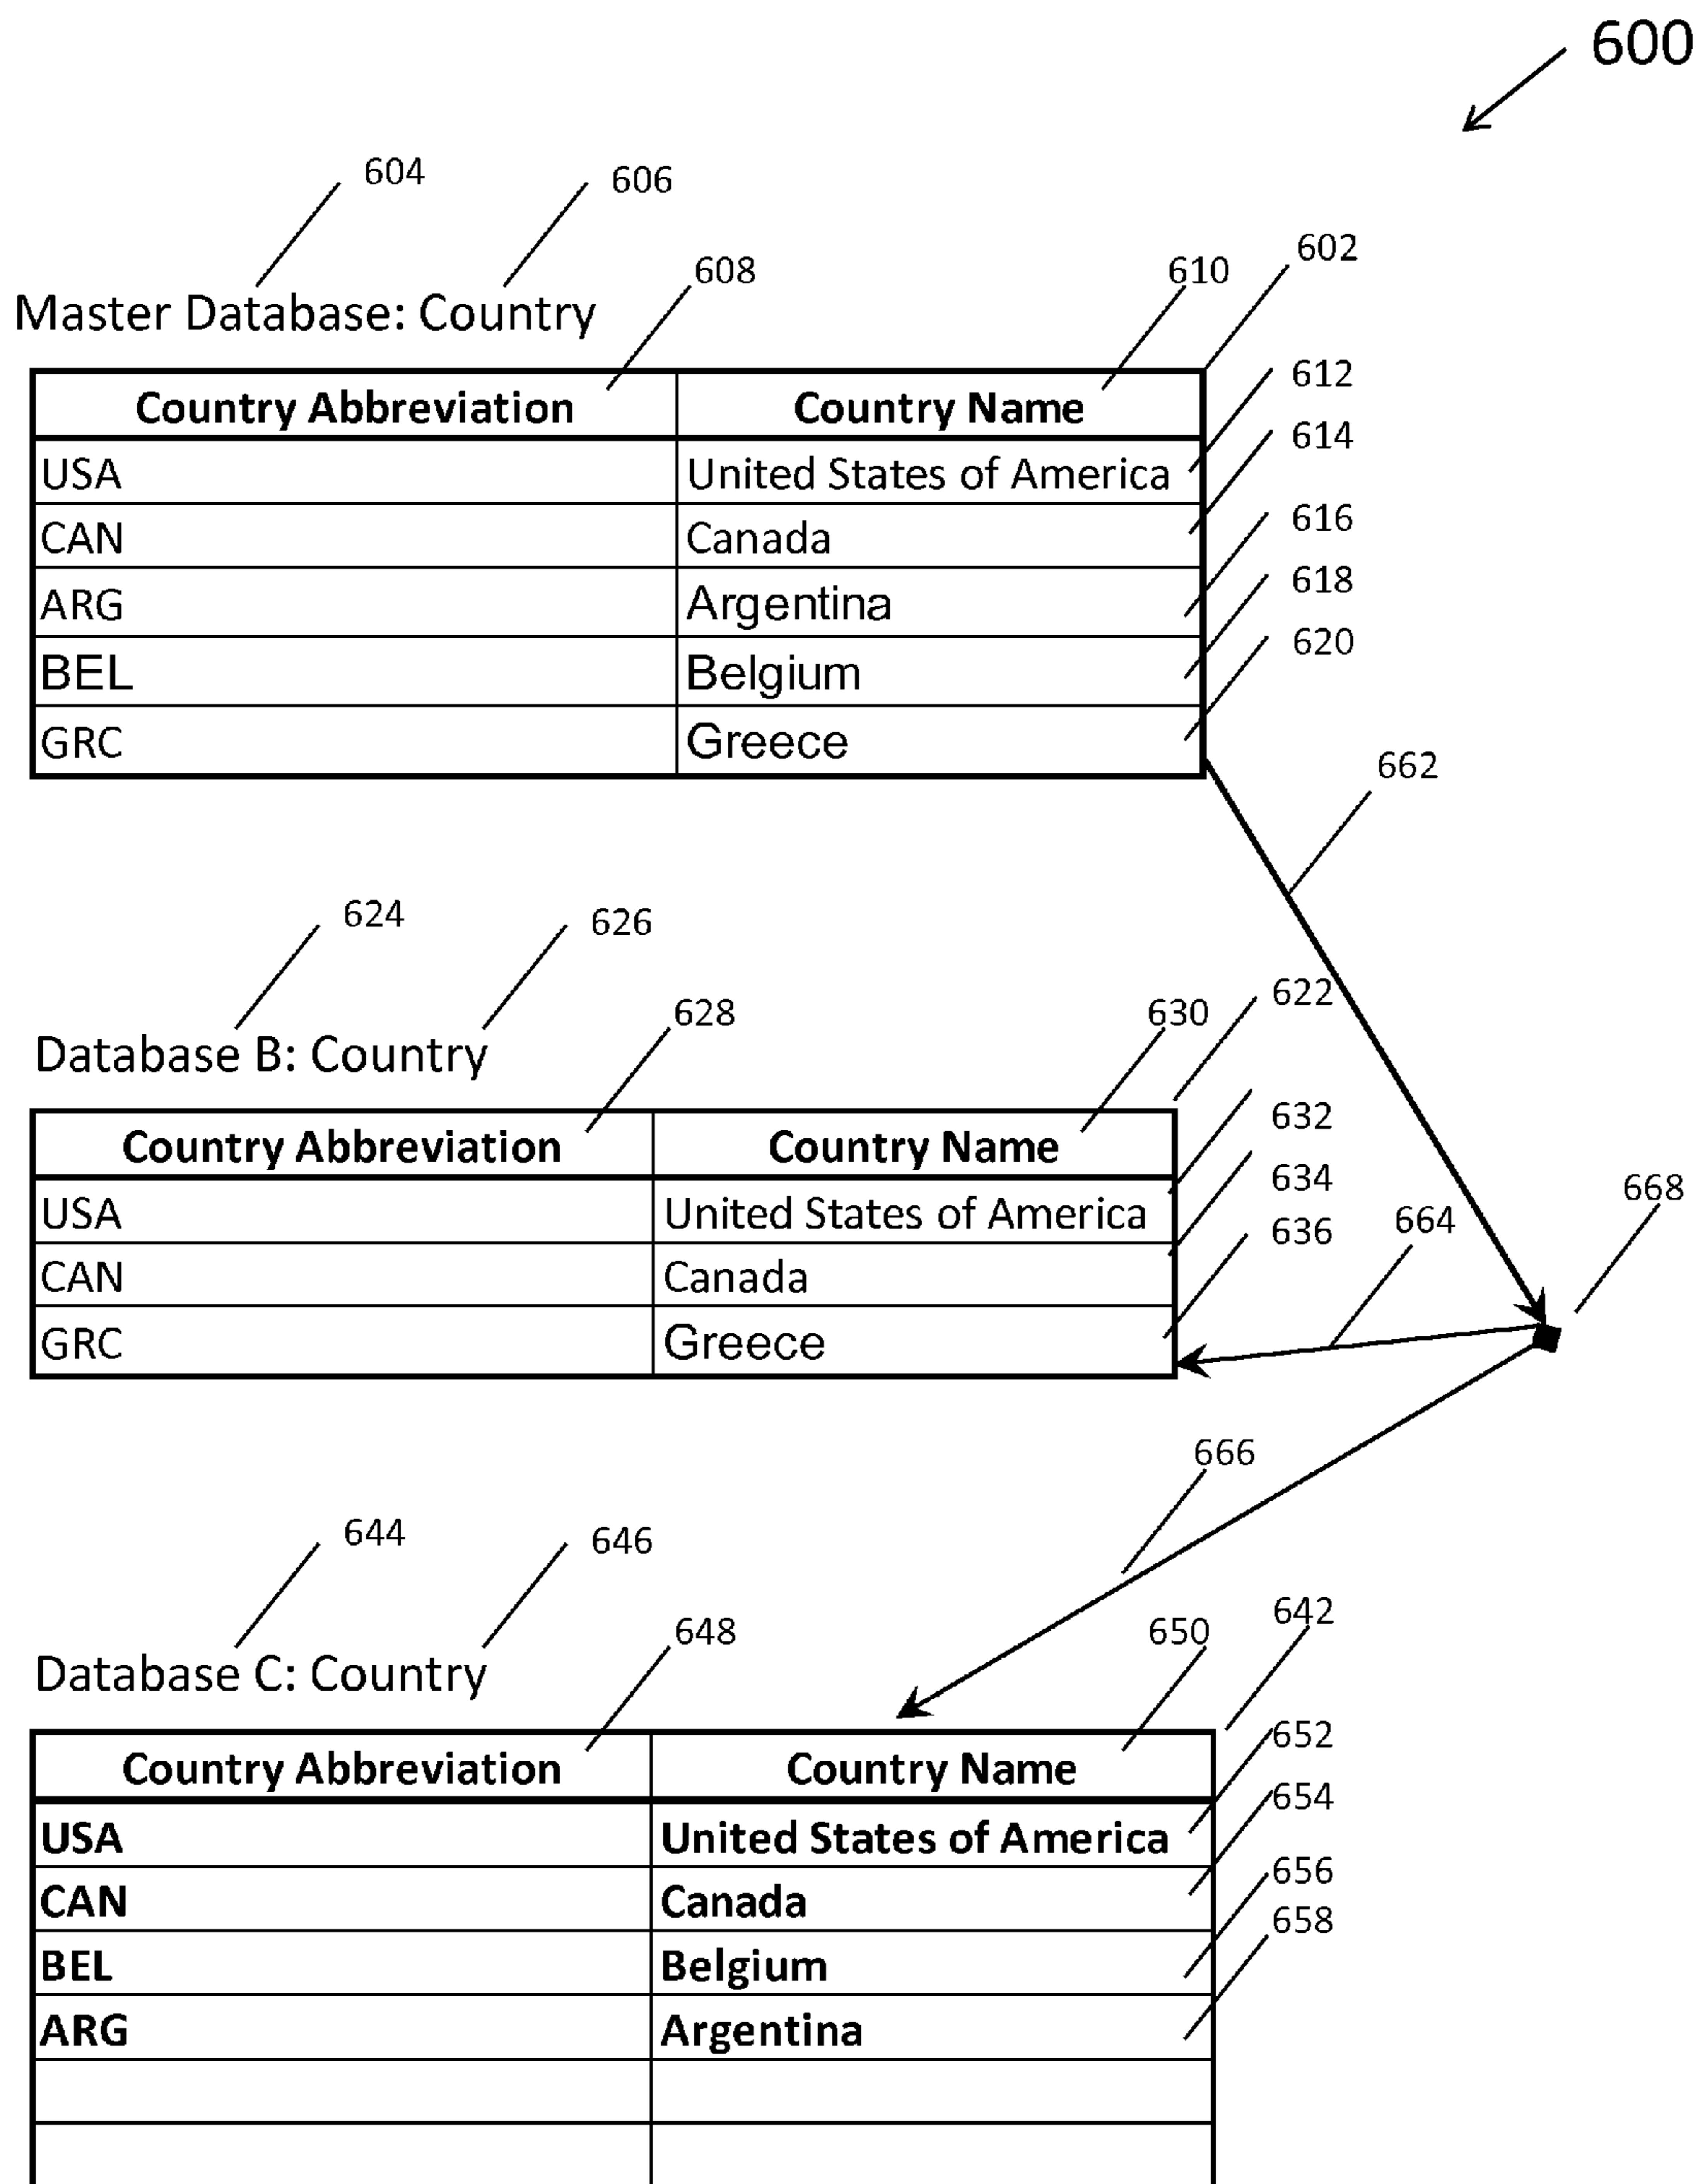 600
604 606
608 610 602
Master Database: Country
Country Abbreviation Country Name 612
614
USA United States of America
616
CAN Canada
618
ARG Argentina
620
BEL Belgium
GRC Greece
662
624 626
622
628 630
Database B: Country
632
Country Abbreviation Country Name
634 668
USA United States of America
636 664
CAN Canada
GRC Greece
666
644 646
642
648 650
Database C: Country
652
Country Abbreviation Country Name
654
USA United States of America
656
CAN Canada
658
BEL Belgium
ARG Argentina